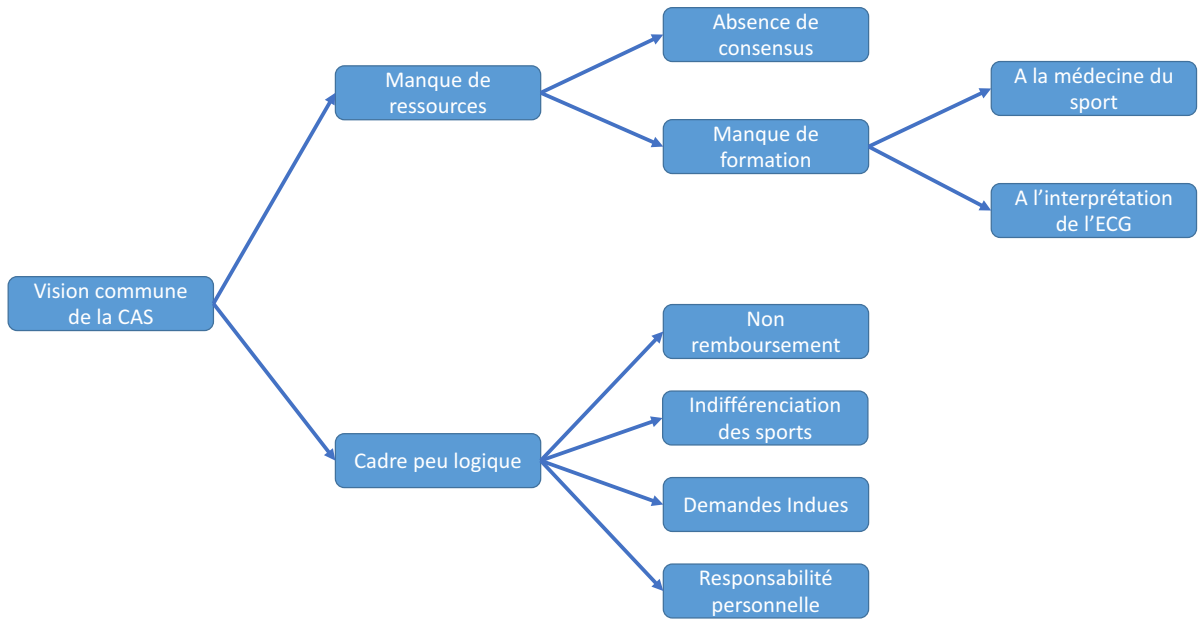 Absence de
consensus
Manque de
ressources
A la médecine du
sport
Manque de
formation
A l'interprétation
de l'ECG
Vision commune
de la CAS
Non
remboursement
Indifférenciation
des sports
Cadre peu logique
Demandes Indues
Responsabilité
personnelle